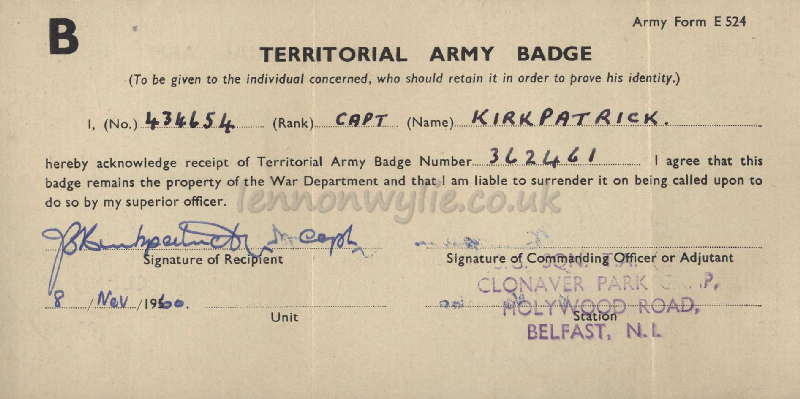 Army Form E 524
B
TERRITORIAL ARMY BADGE
(To be given to the individual concerned, who should retain it in order to prove his identity.)
I, (No.) 434654 (Rank) CAPT (Name) KIRKPATRICK.
hereby acknowledge receipt of Territorial Army Badge Number 362461 I agree that this
badge remains the property of the War Department and that I am liable to surrender it on being called upon to
do so by my superior officer.
lennonwylie.co.uk
Kirkpatrick Capt.
Signature of Recipient
Signature of Commanding Officer or Adjutant
CLONAVER PARK
8 / Nov / 1960.
HOLYWOOD ROAD,
Unit
Station
BELFAST, N.I.